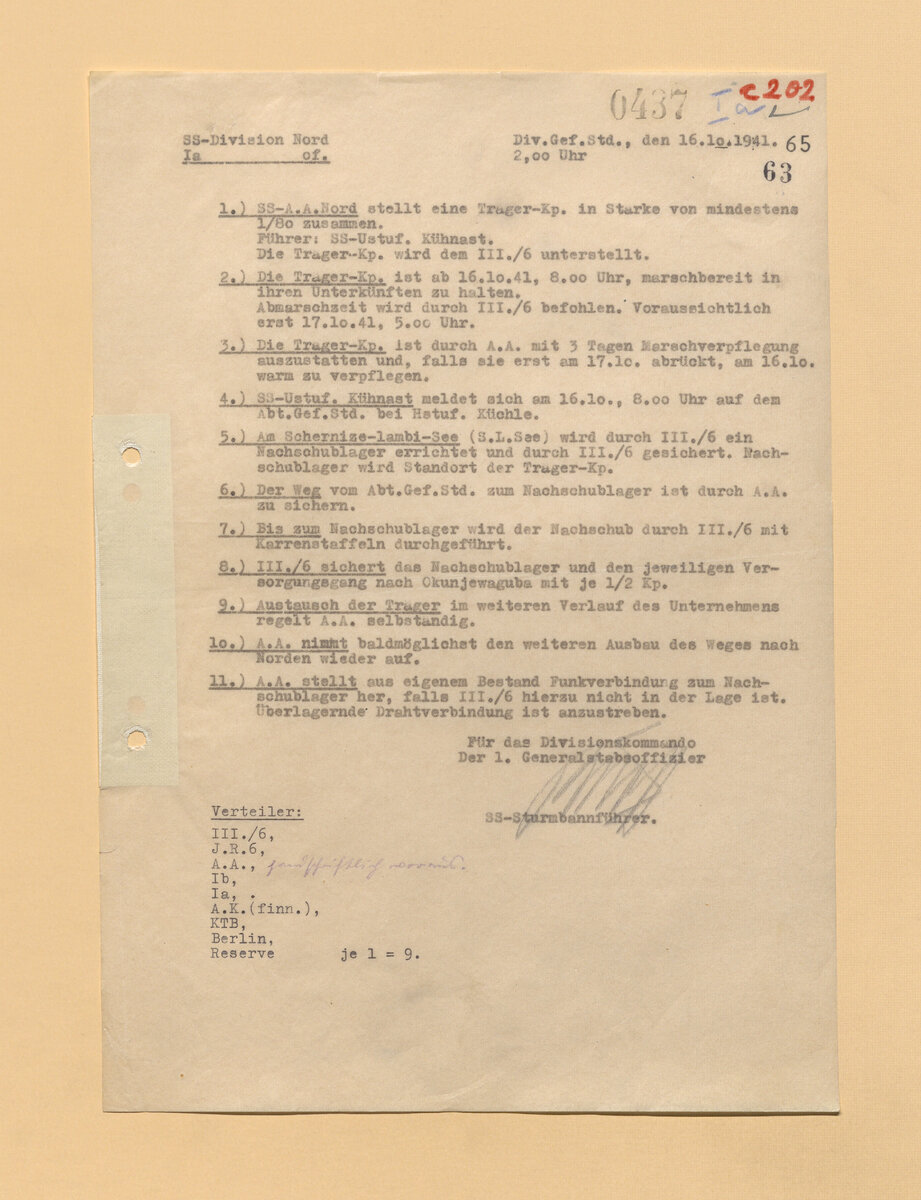 0437 Ia c202
SS-Division Nord Div.Gef.Std., den 16.10.1941. 65
Ia of. 2,oo Uhr
63
1.) SS-A.A.Nord stellt eine Träger-Kp. in Stärke von mindestens
1/8o zusammen.
Führer: SS-Ustuf. Kühnast.
Die Träger-Kp. wird dem III./6 unterstellt.
2.) Die Träger-Kp. ist ab 16.1o.41, 8.oo Uhr, marschbereit in
ihren Unterkünften zu halten.
Abmarschzeit wird durch III./6 befohlen. Voraussichtlich
erst 17.1o.41, 5.oo Uhr.
3.) Die Träger-Kp. ist durch A.A. mit 3 Tagen Marschverpflegung
auszustatten und, falls sie erst am 17.1o. abrückt, am 16.1o.
warm zu verpflegen.
4.) SS-Ustuf. Kühnast meldet sich am 16.1o., 8.oo Uhr auf dem
Abt.Gef.Std. bei Hstuf. Küchle.
5.) Am Schernize-lambi-See (S.L.See) wird durch III./6 ein
Nachschublager errichtet und durch III./6 gesichert. Nach-
schublager wird Standort der Träger-Kp.
6.) Der Weg vom Abt.Gef.Std. zum Nachschublager ist durch A.A.
zu sichern.
7.) Bis zum Nachschublager wird der Nachschub durch III./6 mit
Karrenstaffeln durchgeführt.
8.) III./6 sichert das Nachschublager und den jeweiligen Ver-
sorgungsgang nach Okunjewaguba mit je 1/2 Kp.
9.) Austausch der Träger im weiteren Verlauf des Unternehmens
regelt A.A. selbständig.
1o.) A.A. nimmt baldmöglichst den weiteren Ausbau des Weges nach
Norden wieder auf.
11.) A.A. stellt aus eigenem Bestand Funkverbindung zum Nach-
schublager her, falls III./6 hierzu nicht in der Lage ist.
Überlagernde Drahtverbindung ist anzustreben.
Für das Divisionskommando
Der 1. Generalstabsoffizier
SS-Sturmbannführer.
Verteiler:
III./6,
J.R.6,
A.A., handschriftlich voraus.
Ib,
Ia, .
A.K.(finn.),
KTB,
Berlin,
Reserve je 1 = 9.